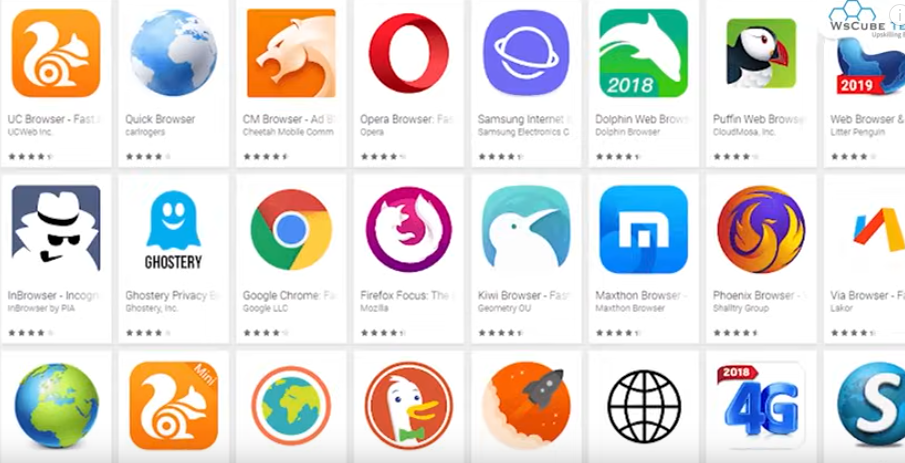 WsCube Te
Upskilling B
2018
2019
UC Browser - Fast
UCWeb Inc.
Quick Browser
carlrogers
CM Browser - Ad B
Cheetah Mobile Comm
Opera Browser: Fas
Opera
Samsung Internet
Samsung Electronics C
Dolphin Web Brows
Dolphin Browser
Puffin Web Browse
CloudMosa, Inc.
Web Browser &
Litter Penguin
GHOSTERY
InBrowser - Incogn
InBrowser by PIA
Ghostery Privacy B
Ghostery, Inc.
Google Chrome: Fa
Google LLC
Firefox Focus: The
Mozilla
Kiwi Browser - Fast
Geometry OU
Maxthon Browser -
Maxthon Browser
Phoenix Browser -
Shalltry Group
Via Browser - Fa
Lakor
Mini
2018
4G
S